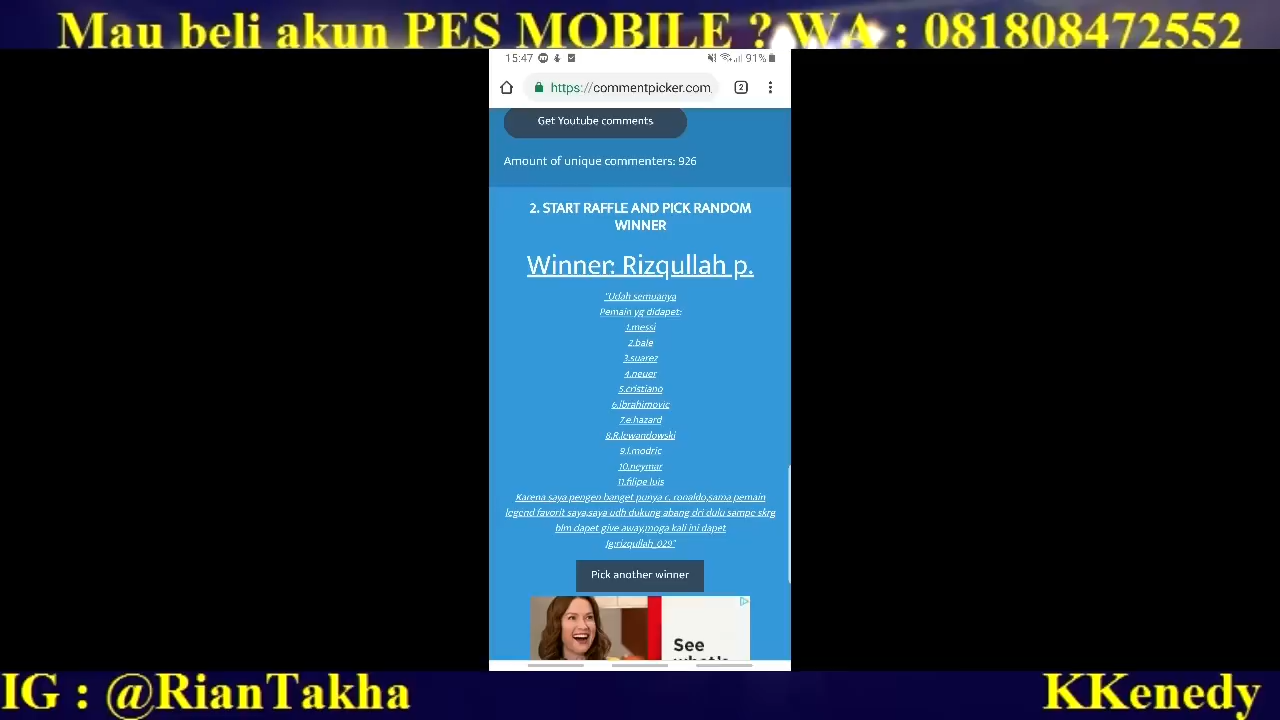 Mau beli akun PES MOBILE ? WA : 081808472552
15:47 91%
https://commentpicker.com 2
Get Youtube comments
Amount of unique commenters: 926
2. START RAFFLE AND PICK RANDOM
WINNER
Winner: Rizqullah p.
"Udah semuanya
Pemain yg didapet:
1.messi
2.bale
3.suarez
4.neuer
5.cristiano
6.ibrahimovic
7.e.hazard
8.R.lewandowski
9.l.modric
10.neymar
11.filipe luis
Karena saya pengen banget punya c. ronaldo,sama pemain
legend favorit saya,saya udh dukung abang dri dulu sampe skrg
blm dapet give away,moga kali ini dapet
Ig:rizqullah_029"
Pick another winner
See
what's
IG : @RianTakha
KKenedy